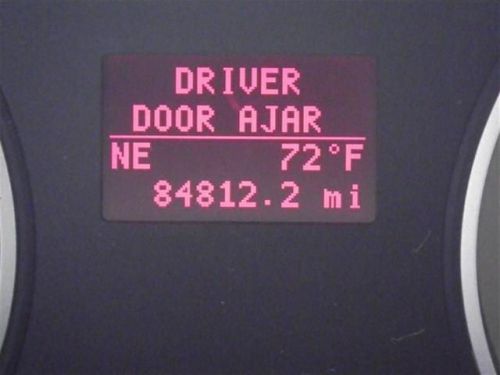 DRIVER
DOOR AJAR
NE 72°F
84812.2 mi